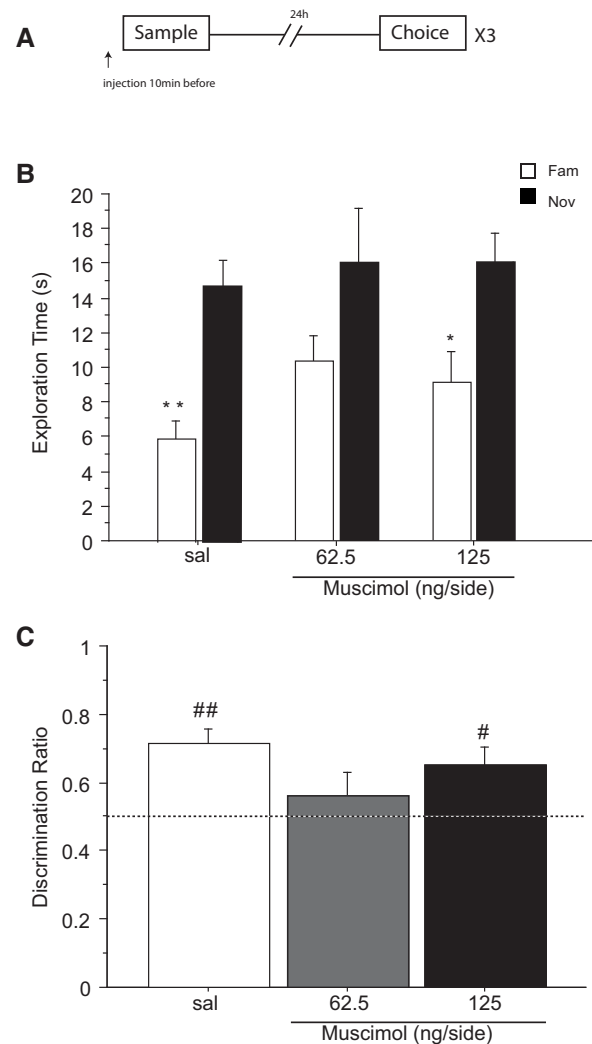 A
Sample
24h
Choice
X3
injection 10min before
B
Fam
Nov
20
18
16
14
12
10
8
6
4
2
0
Exploration Time (s)
* *
*
sal
62.5
125
Muscimol (ng/side)
C
1
0.8
0.6
0.4
0.2
0
Discrimination Ratio
##
#
sal
62.5
125
Muscimol (ng/side)